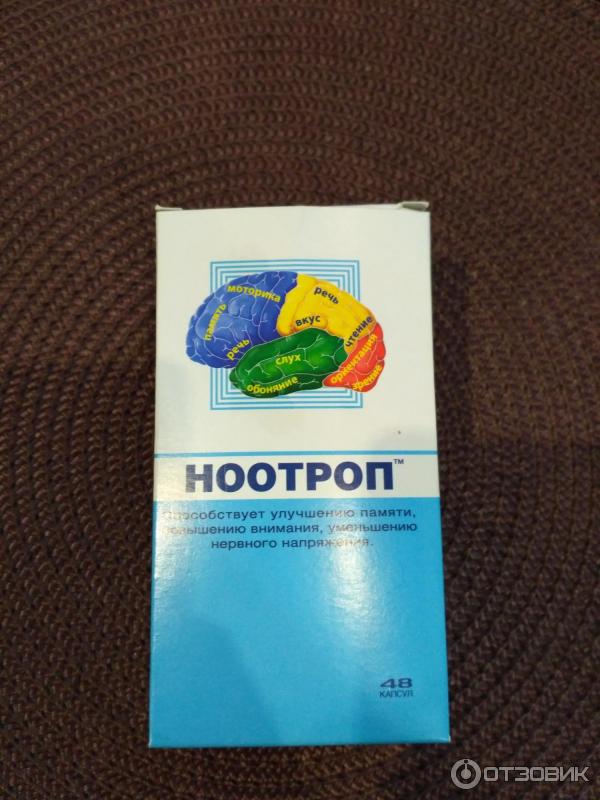 моторика
речь
память
вкус
чтение
речь
слух
ориентация
обоняние
зрение
НООТРОП™
Способствует улучшению памяти,
повышению внимания, уменьшению
нервного напряжения.
48
КАПСУЛ
ОТЗОВИК